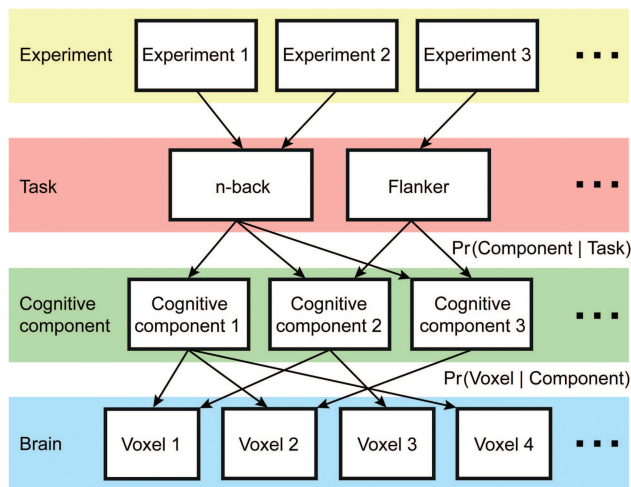 Experiment
Experiment 1
Experiment 2
Experiment 3
...
Task
n-back
Flanker
...
Pr(Component | Task)
Cognitive
component
Cognitive
component 1
Cognitive
component 2
Cognitive
component 3
...
Pr(Voxel | Component)
Brain
Voxel 1
Voxel 2
Voxel 3
Voxel 4
...